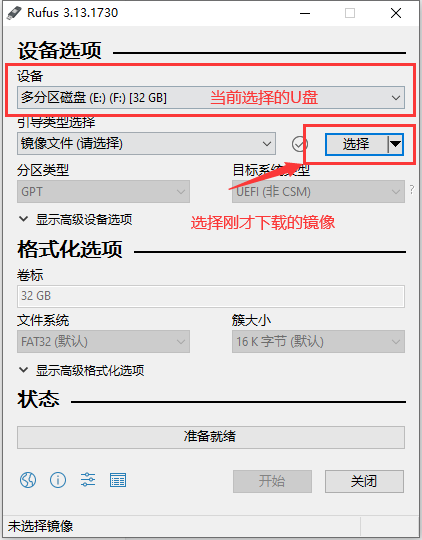 Rufus 3.13.1730
设备选项
设备
多分区磁盘 (E:) (F:) [32 GB]
当前选择的U盘
引导类型选择
镜像文件 (请选择)
选择
分区类型
目标系统类型
GPT
UEFI (非 CSM)
?
选择刚才下载的镜像
显示高级设备选项
格式化选项
卷标
32 GB
文件系统
簇大小
FAT32 (默认)
16 K 字节 (默认)
显示高级格式化选项
状态
准备就绪
开始
关闭
未选择镜像